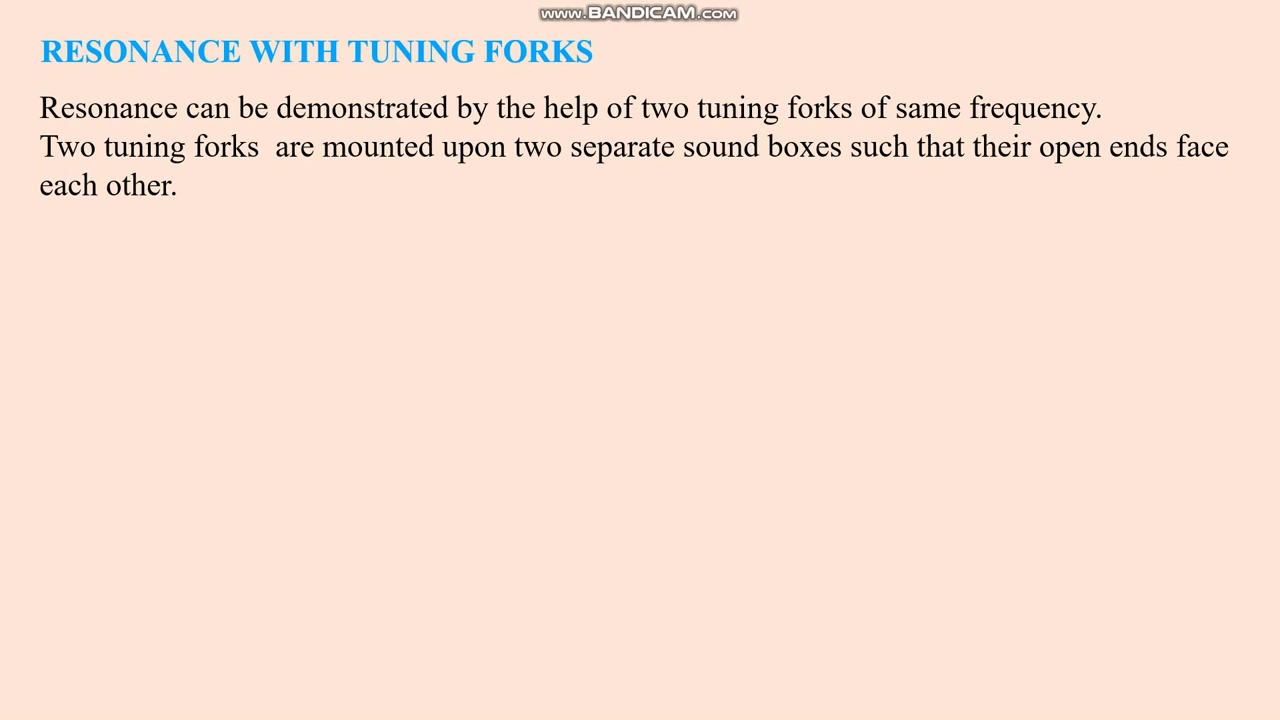 www.BANDICAM.com
RESONANCE WITH TUNING FORKS
Resonance can be demonstrated by the help of two tuning forks of same frequency.
Two tuning forks  are mounted upon two separate sound boxes such that their open ends face
each other.